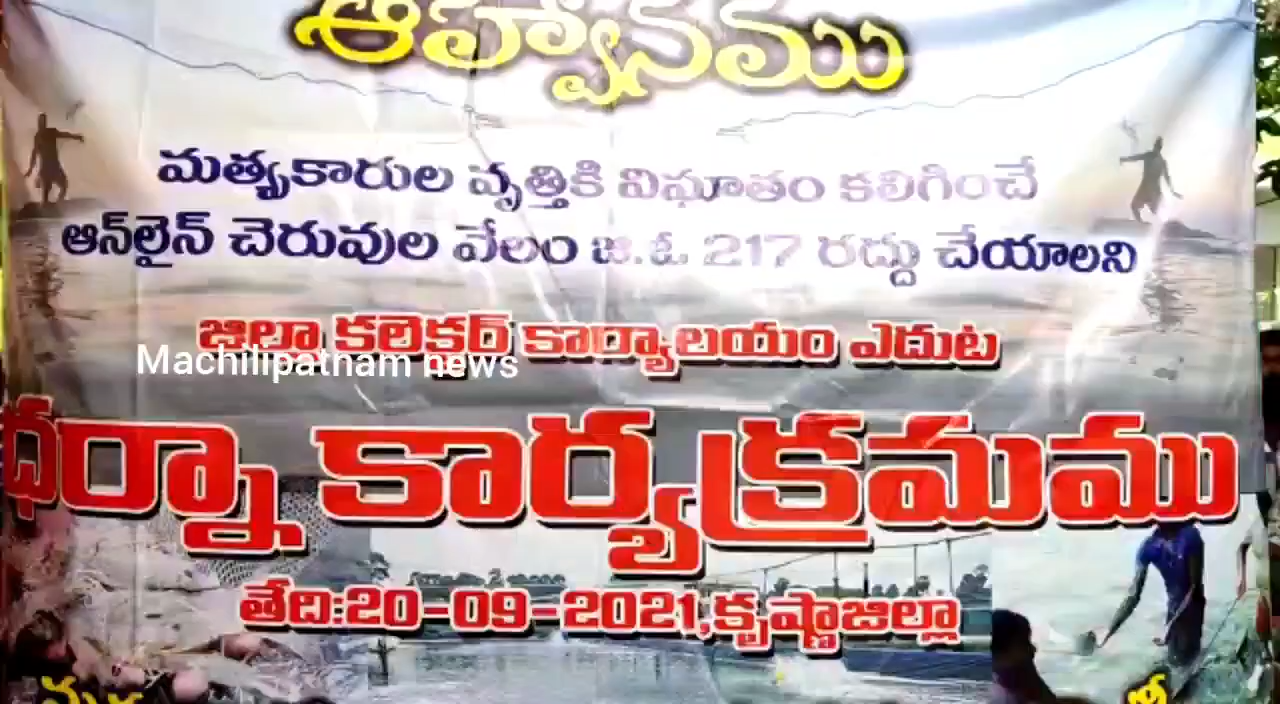 ఆహ్వానము
మత్స్యకారుల వృత్తికి విఘాతం కలిగించే
ఆన్‌లైన్ చెరువుల వేలం జి.ఓ 217 రద్దు చేయాలని
జిల్లా కలెక్టర్ కార్యాలయం ఎదుట
Machilipatnam news
ధర్నా కార్యక్రమము
తేది:20-09-2021,కృష్ణాజిల్లా